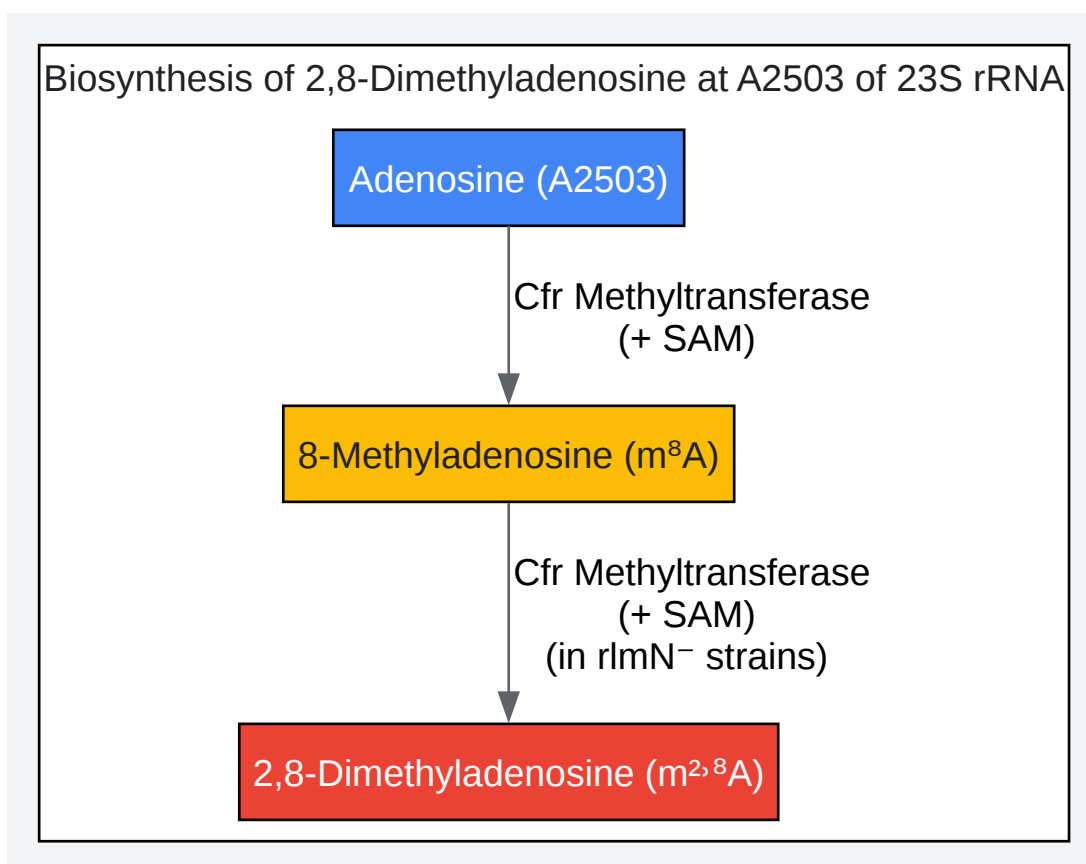 Biosynthesis of 2,8-Dimethyladenosine at A2503 of 23S rRNA
Adenosine (A2503)
Cfr Methyltransferase
(+ SAM)
8-Methyladenosine (m⁸A)
Cfr Methyltransferase
(+ SAM)
(in rlmN⁻ strains)
2,8-Dimethyladenosine (m²˒⁸A)